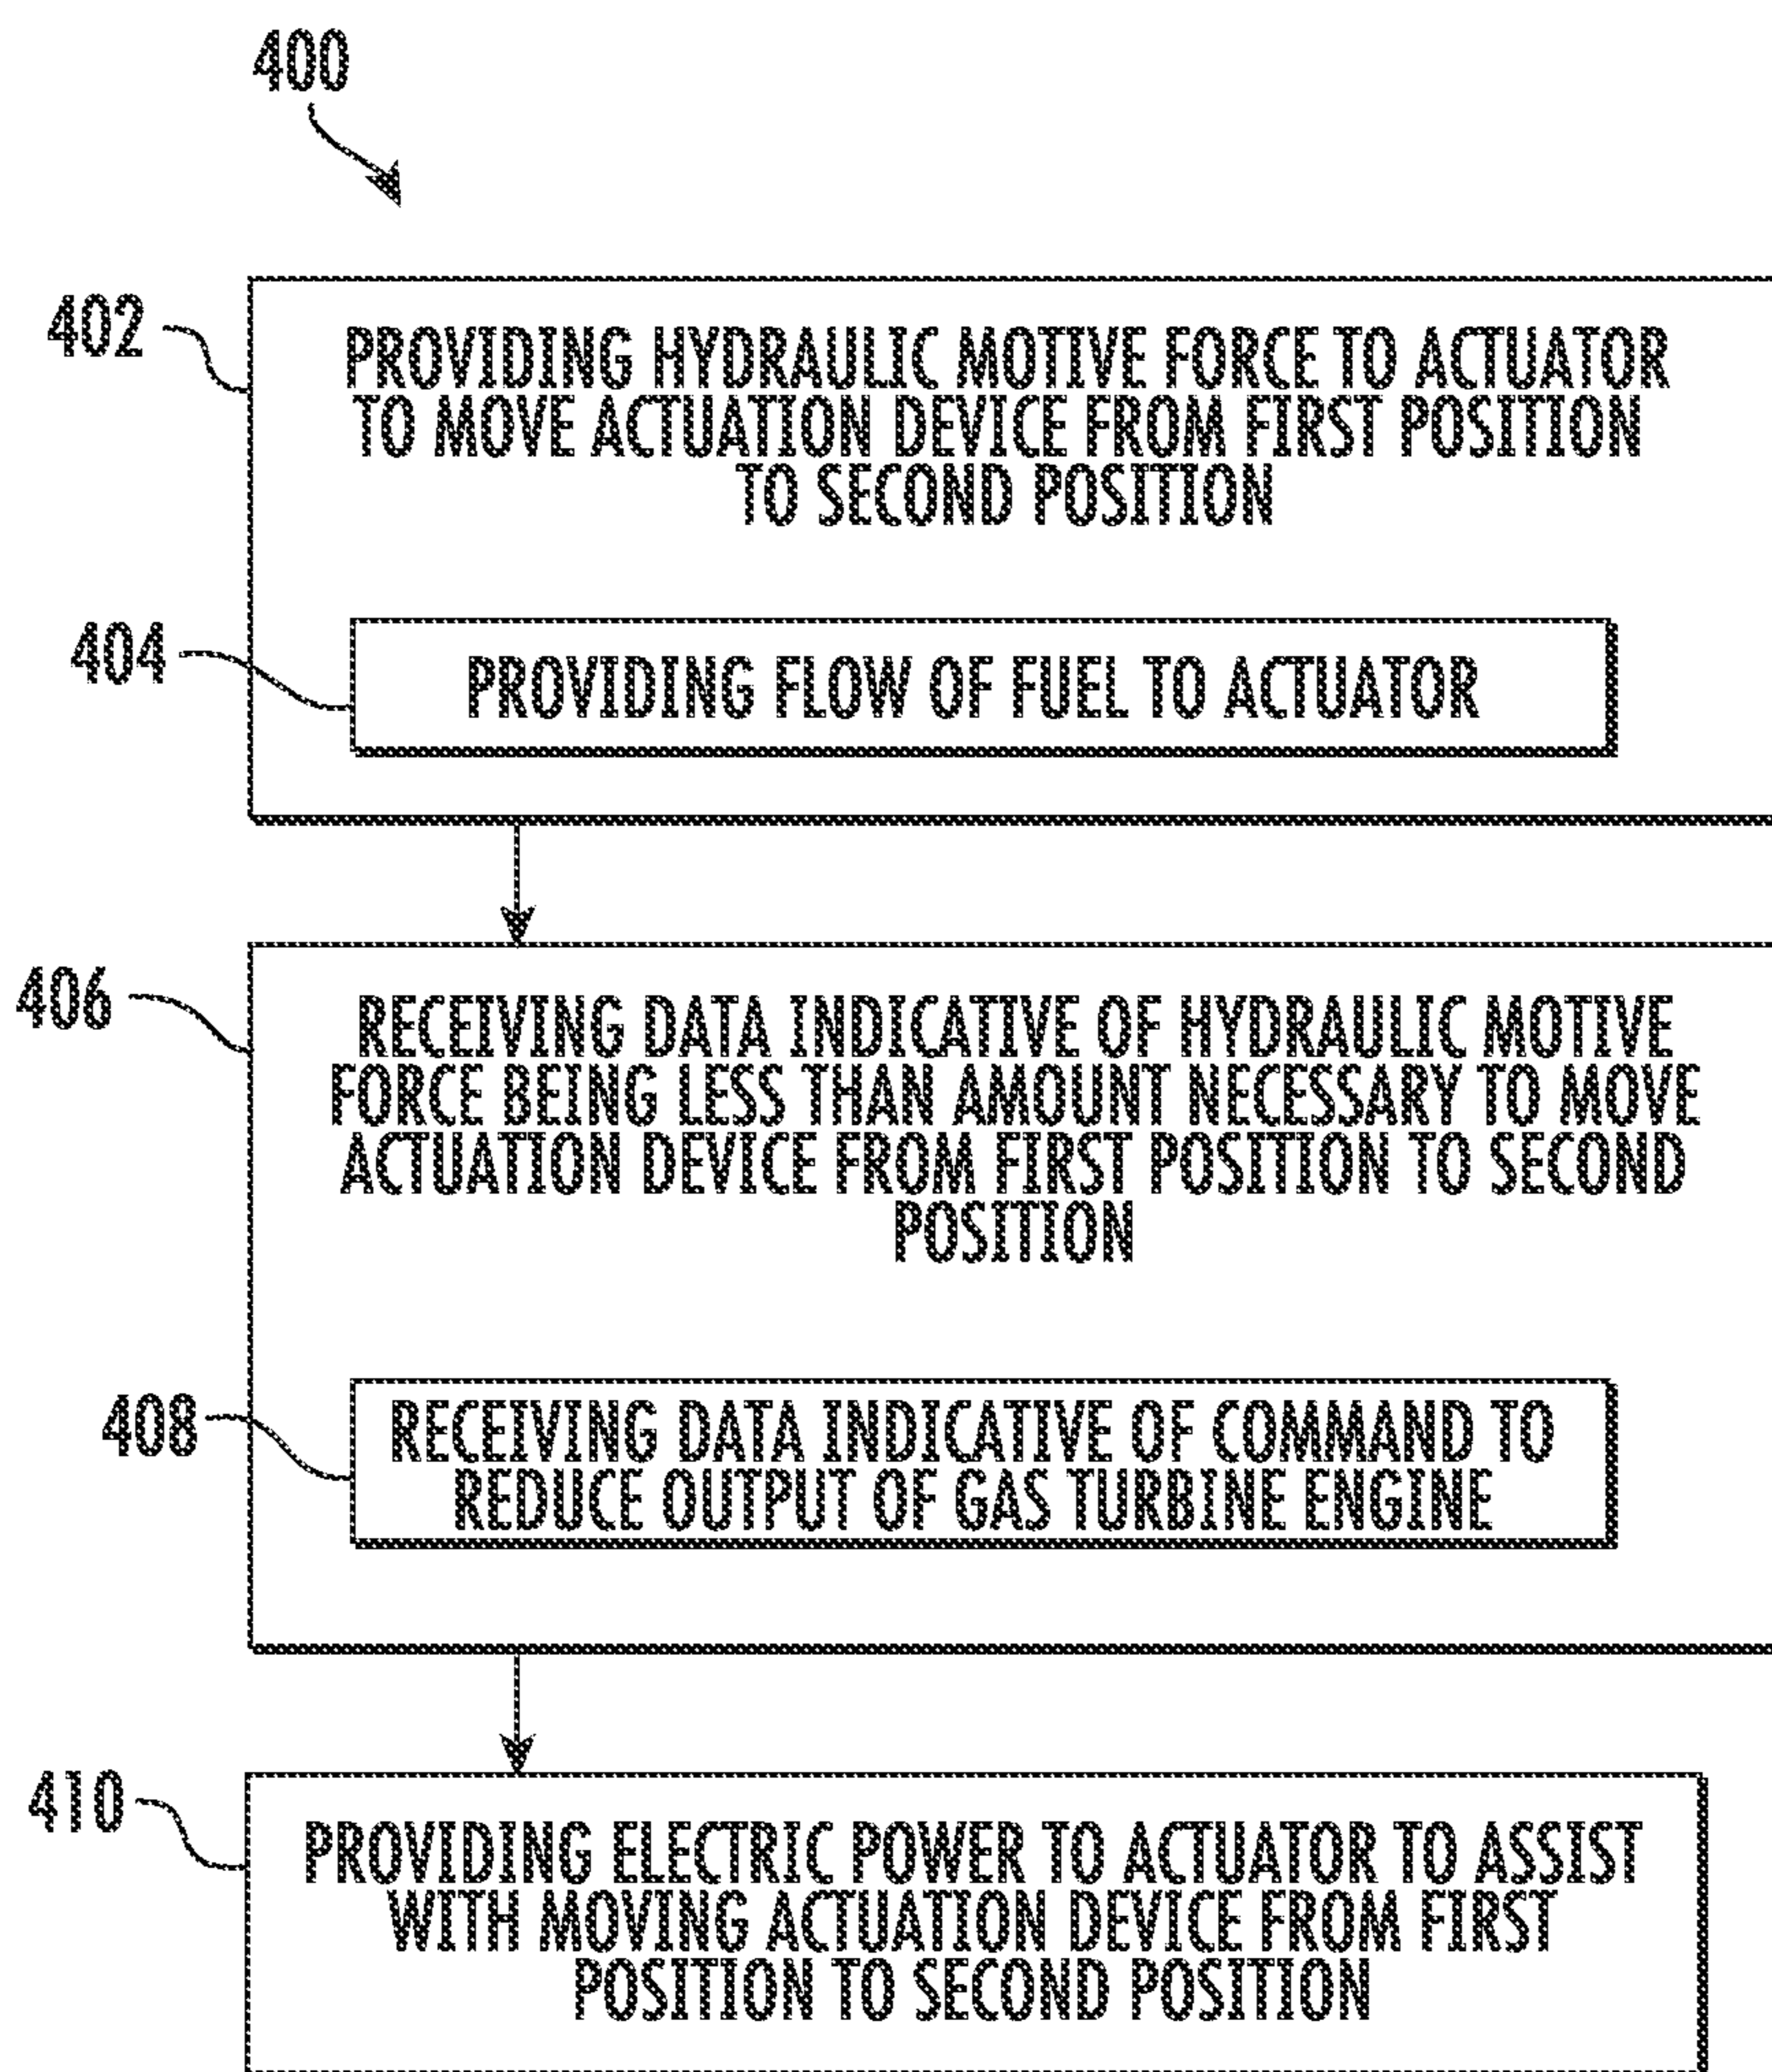 400
402
PROVIDING HYDRAULIC MOTIVE FORCE TO ACTUATOR
TO MOVE ACTUATION DEVICE FROM FIRST POSITION
TO SECOND POSITION
404
PROVIDING FLOW OF FUEL TO ACTUATOR
406
RECEIVING DATA INDICATIVE OF HYDRAULIC MOTIVE
FORCE BEING LESS THAN AMOUNT NECESSARY TO MOVE
ACTUATION DEVICE FROM FIRST POSITION TO SECOND
POSITION
408
RECEIVING DATA INDICATIVE OF COMMAND TO
REDUCE OUTPUT OF GAS TURBINE ENGINE
410
PROVIDING ELECTRIC POWER TO ACTUATOR TO ASSIST
WITH MOVING ACTUATION DEVICE FROM FIRST
POSITION TO SECOND POSITION